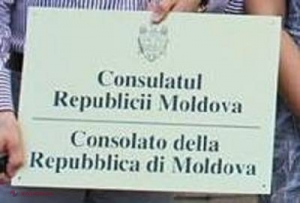 Consulatul
Republicii Moldova
Consolato della
Repubblica di Moldova